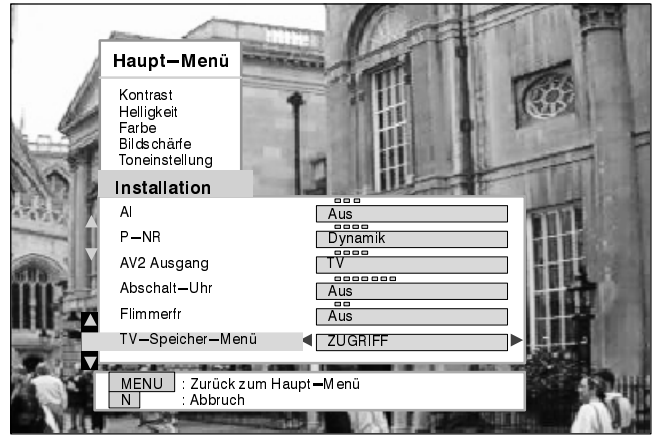 Haupt–Menü
Kontrast
Helligkeit
Farbe
Bildschärfe
Toneinstellung
Installation
AI Aus
P–NR Dynamik
AV2 Ausgang TV
Abschalt–Uhr Aus
Flimmerfr Aus
TV–Speicher–Menü ZUGRIFF
MENU : Zurück zum Haupt–Menü
N : Abbruch